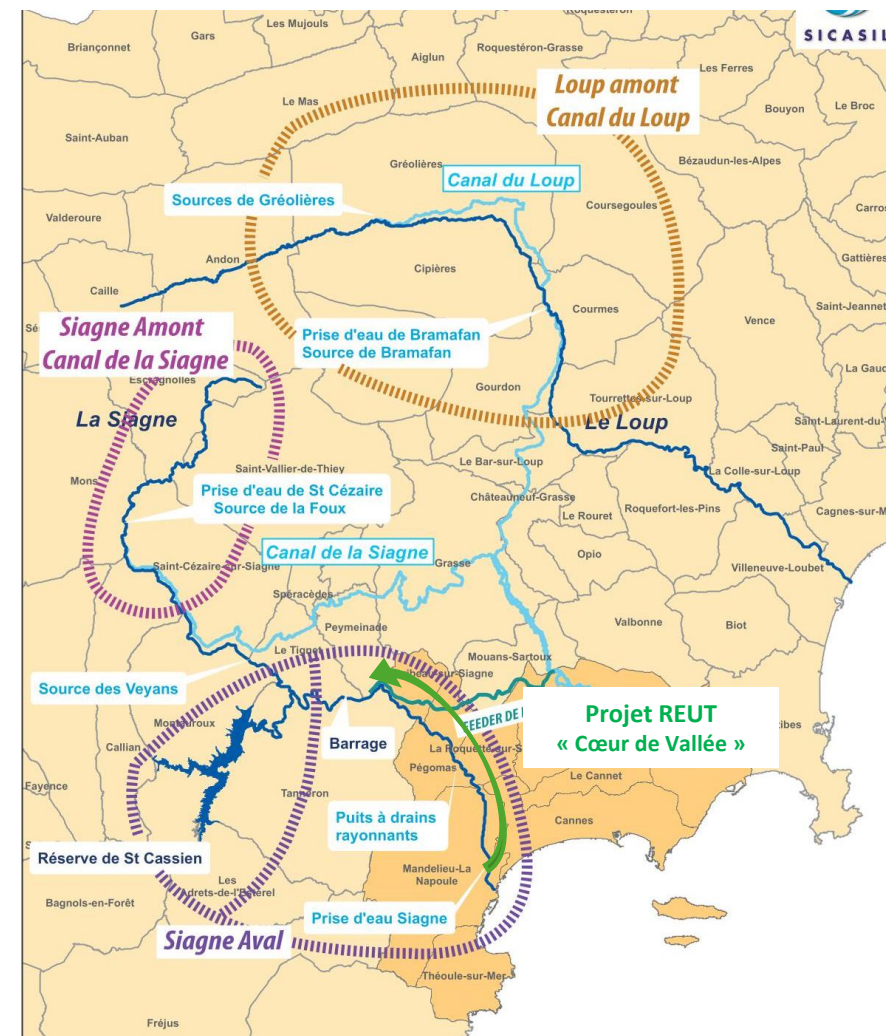 Roquestéron
SICASIL
Les Mujouls
Gars
Briançonnet
Aiglun
Roquestéron-Grasse
Les Ferres
Loup amont
Canal du Loup
Le Mas
Bouyon
Le Broc
Saint-Auban
Gréolières
Bézaudun-les-Alpes
Canal du Loup
Sources de Gréolières
Coursegoules
Valderoure
Andon
Cipières
Gattières
Caille
Courmes
Saint-Jeannet
Siagne Amont
Canal de la Siagne
Vence
Prise d'eau de Bramafan
Source de Bramafan
Escragnolles
Gourdon
Tourrettes-sur-Loup
La Siagne
Le Loup
Saint-Paul
Le Bar-sur-Loup
Saint-Vallier-de-Thiey
La Colle-sur-Loup
Mons
Prise d'eau de St Cézaire
Source de la Foux
Châteauneuf-Grasse
Le Rouret
Roquefort-les-Pins
Canal de la Siagne
Opio
Grasse
Saint-Cézaire-sur-Siagne
Villeneuve-Loubet
Spéracèdes
Peymeinade
Valbonne
Biot
Le Tignet
Mouans-Sartoux
Source des Veyans
FEEDER DE
Projet REUT
« Cœur de Vallée »
Montauroux
Callian
Barrage
Pégomas
Le Cannet
Fayence
Tanneron
Puits à drains
rayonnants
Cannes
Réserve de St Cassien
Mandelieu-La
Napoule
Les
Adrets-de-l'Estérel
Bagnols-en-Forêt
Prise d'eau Siagne
Siagne Aval
Théoule-sur-Mer
Fréjus